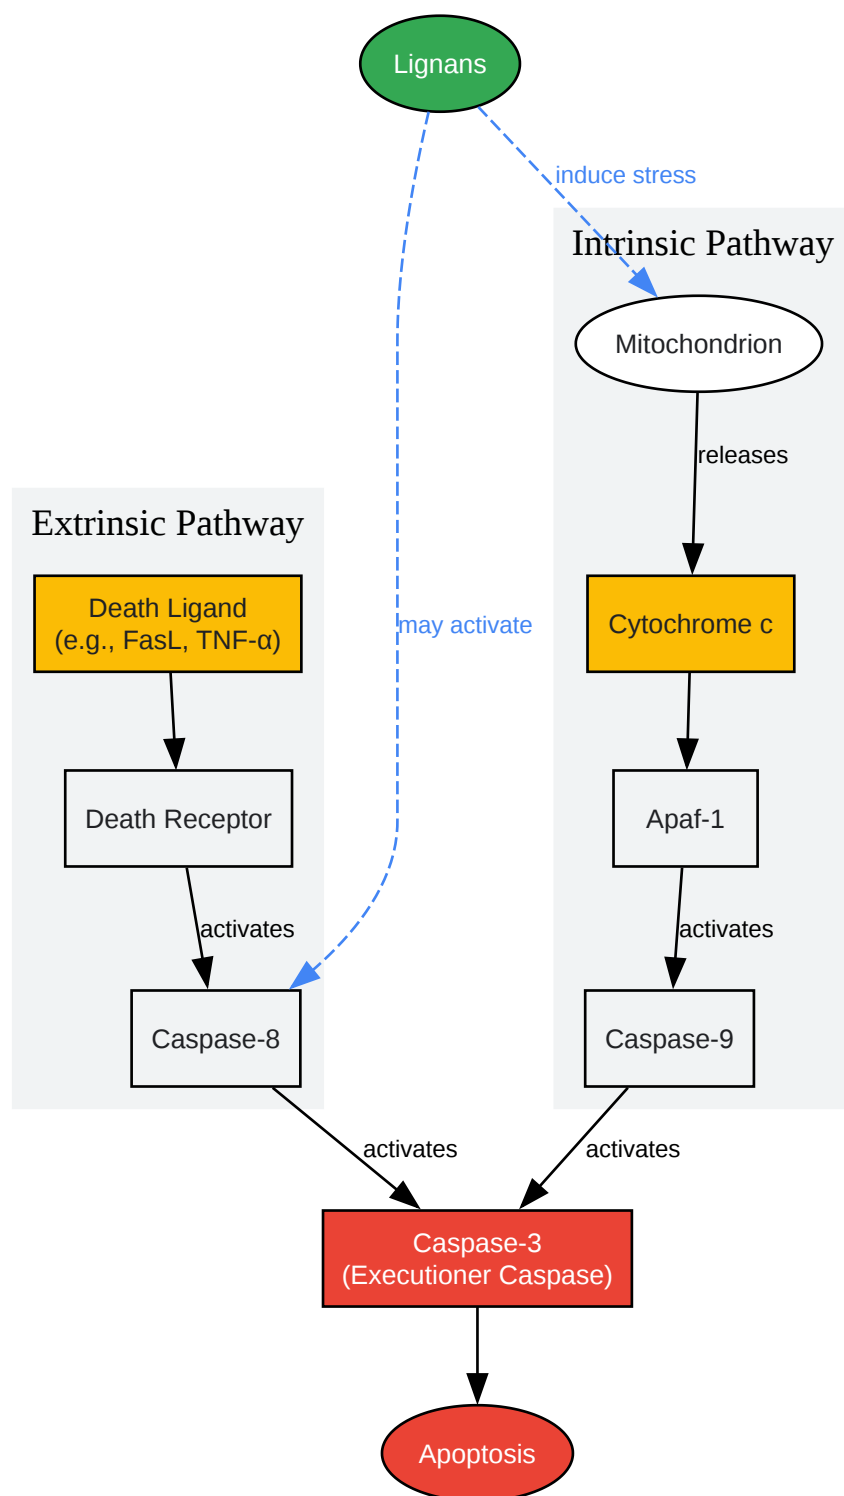 Lignans
induce stress
Intrinsic Pathway
Mitochondrion
releases
Extrinsic Pathway
Death Ligand
(e.g., FasL, TNF-α)
may activate
Cytochrome c
Death Receptor
Apaf-1
activates
activates
Caspase-8
Caspase-9
activates
activates
Caspase-3
(Executioner Caspase)
Apoptosis